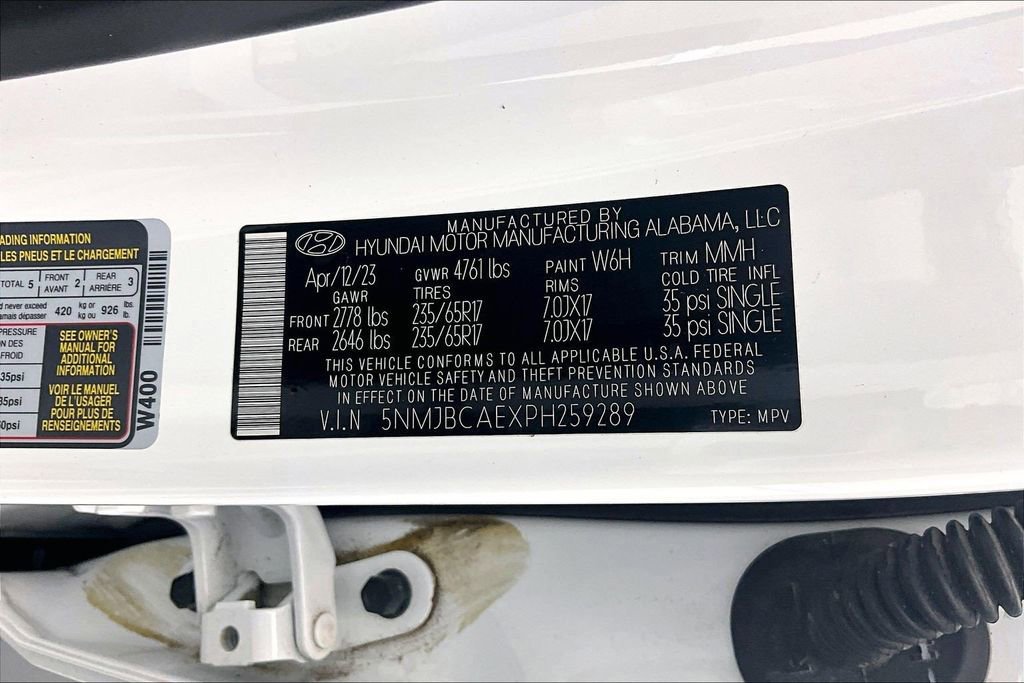 ADING INFORMATION
LES PNEUS ET LE CHARGEMENT
TOTAL 5 FRONT AVANT 2 REAR ARRIÈRE 3
d never exceed
amais dépasser 420 kg or ou 926 lbs. lb.
PRESSURE
ON DES
FROID
35psi
35psi
60psi
SEE OWNER'S
MANUAL FOR
ADDITIONAL
INFORMATION
VOIR LE MANUEL
DE L'USAGER
POUR PLUS DE
RENSEIGNEMENTS
W400
MANUFACTURED BY
HYUNDAI MOTOR MANUFACTURING ALABAMA, LLC
Apr/12/23 GVWR 4761 lbs PAINT W6H TRIM MMH
GAWR TIRES RIMS COLD TIRE INFL
FRONT 2778 lbs 235/65R17 7.0JX17 35 psi SINGLE
REAR 2646 lbs 235/65R17 7.0JX17 35 psi SINGLE
THIS VEHICLE CONFORMS TO ALL APPLICABLE U.S.A. FEDERAL
MOTOR VEHICLE SAFETY AND THEFT PREVENTION STANDARDS
IN EFFECT ON THE DATE OF MANUFACTURE SHOWN ABOVE
V.I.N 5NMJBCAEXPH259289 TYPE: MPV